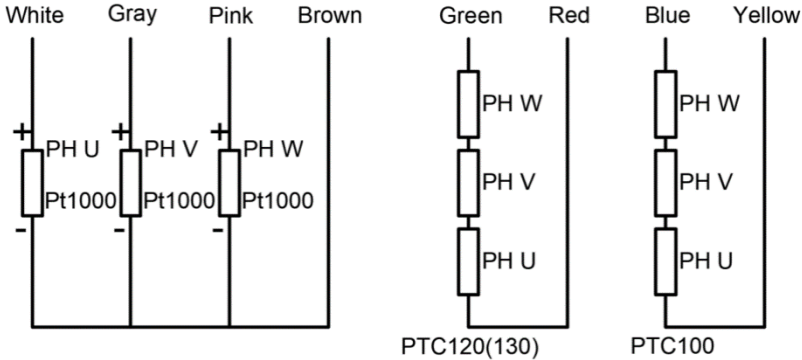 White Gray Pink Brown Green Red Blue Yellow
PH W PH W
+ + +
PH U PH V PH W
PH V PH V
Pt1000 Pt1000 Pt1000
- - -
PH U PH U
PTC120(130) PTC100